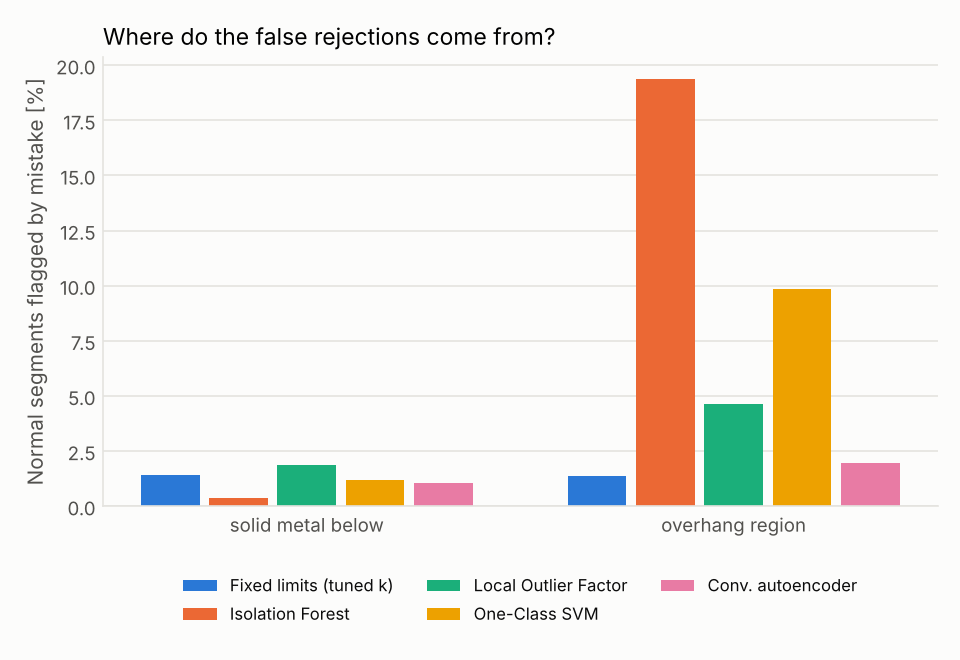 Where do the false rejections come from?
Normal segments flagged by mistake [%]
20.0
17.5
15.0
12.5
10.0
7.5
5.0
2.5
0.0
solid metal below
overhang region
Fixed limits (tuned k)
Local Outlier Factor
Conv. autoencoder
Isolation Forest
One-Class SVM